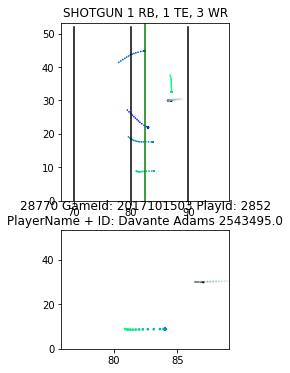 SHOTGUN 1 RB, 1 TE, 3 WR
50
40
30
20
10
0
70 80 90
28770 GameId: 2017101503 PlayId: 2852
PlayerName + ID: Davante Adams 2543495.0
40
20
0
80 85